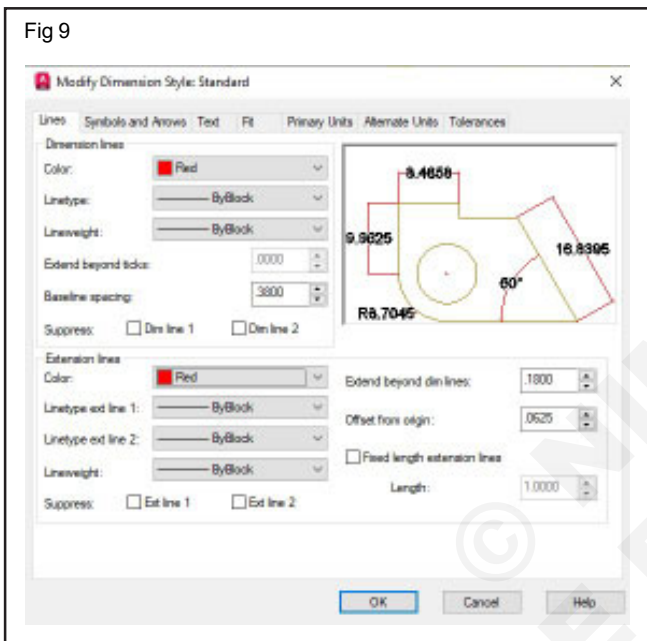 Fig 9
Modify Dimension Style: Standard
Lines Symbols and Arrows Text Fit Primary Units Alternate Units Tolerances
Dimension lines
Color: Red
Linetype: ByBlock
Lineweight: ByBlock
Extend beyond ticks: .0000
Baseline spacing: .3800
Suppress: Dim line 1 Dim line 2
8.4658
9.9625
16.8395
60°
R6.7045
Extension lines
Color: Red
Linetype ext line 1: ByBlock
Linetype ext line 2: ByBlock
Lineweight: ByBlock
Suppress: Ext line 1 Ext line 2
Extend beyond dim lines: .1800
Offset from origin: .0625
Fixed length extension lines
Length: 1.0000
OK Cancel Help